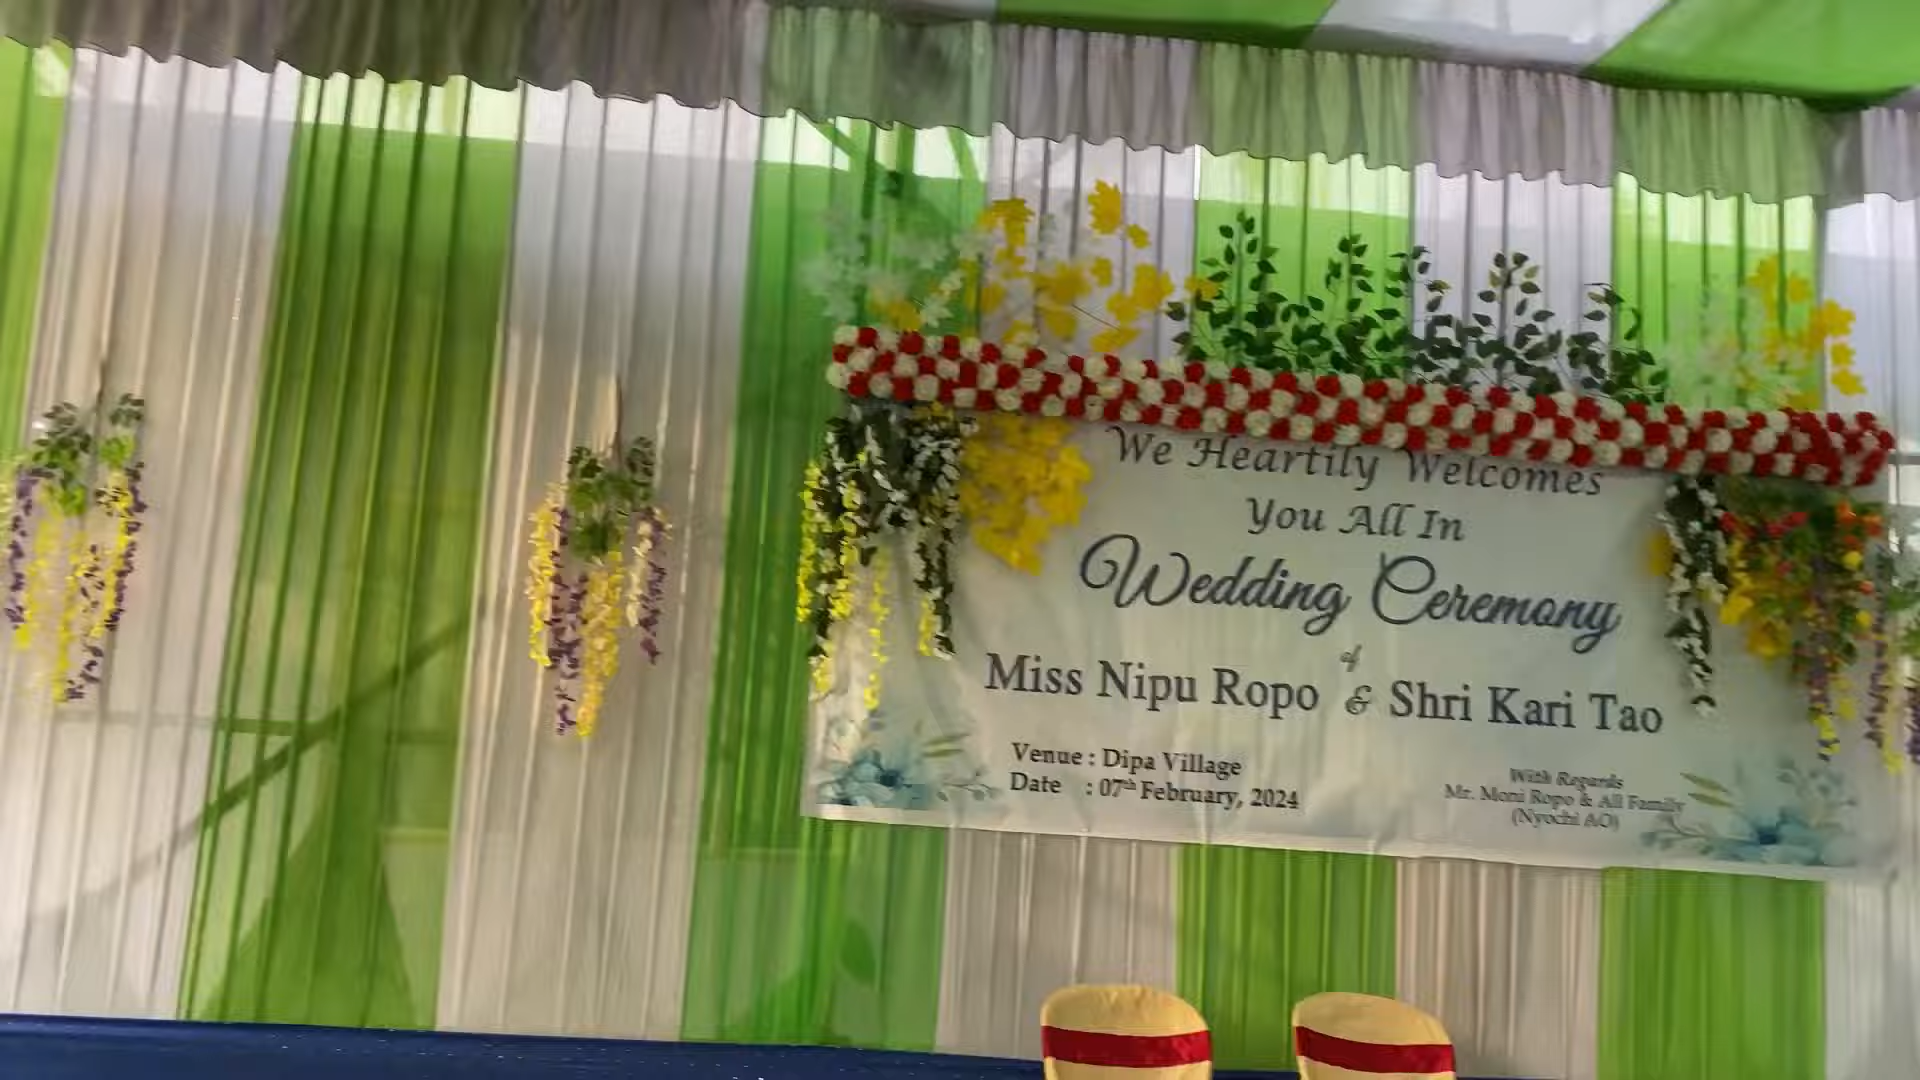 We Heartily Welcomes
You All In
Wedding Ceremony
of
Miss Nipu Ropo & Shri Kari Tao
Venue : Dipa Village
Date : 07th February, 2024
With Regards
Mr. Moni Ropo & All Family
(Nyochi AO)